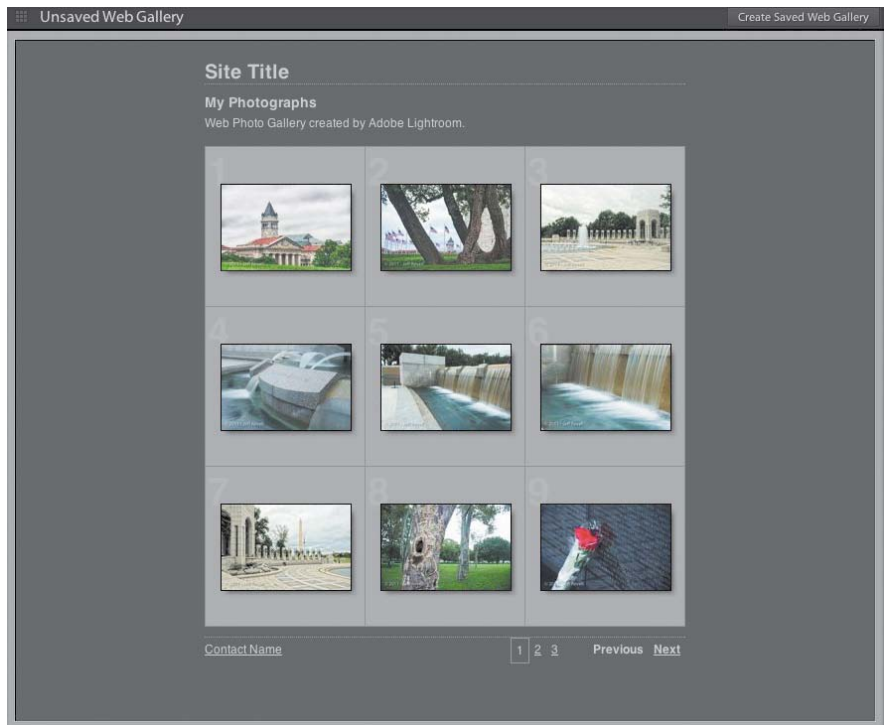 Unsaved Web Gallery
Create Saved Web Gallery
Site Title
My Photographs
Web Photo Gallery created by Adobe Lightroom.
1 2 3
4 5 6
7 8 9
Contact Name 1 2 3 Previous Next